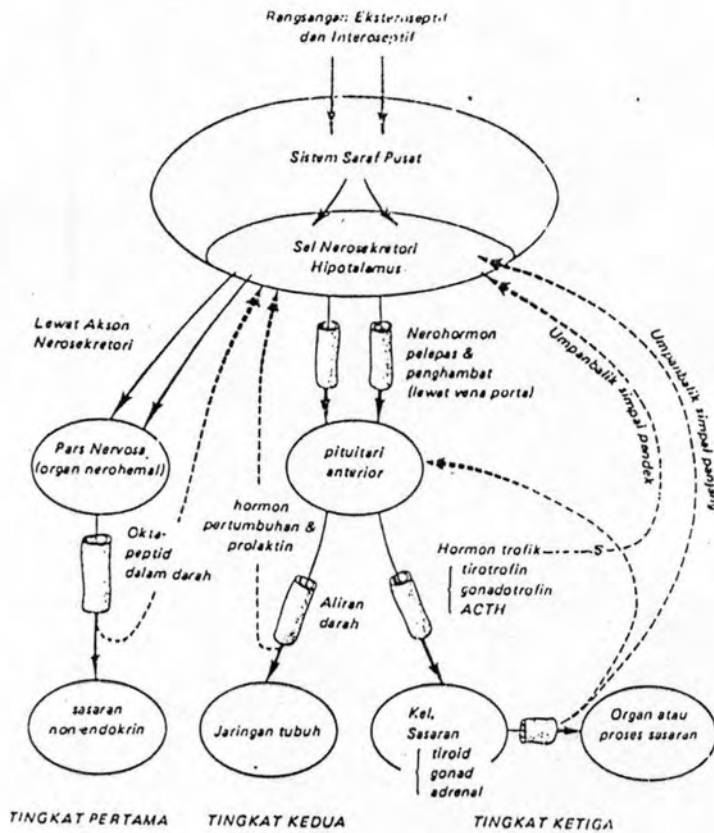 Rangsangan Eksteroseptif
dan Interoseptif
Sistem Saraf Pusat
Sel Nerosekretori
Hipotalamus
Lewat Akson
Nerosekretori
Nerohormon
pelepas &
penghambat
(lewat vena porta)
Umpanbalik simpal pendek
Umpanbalik simpal panjang
Pars Nervosa
(organ nerohemal)
pituitari
anterior
Okta-
peptid
dalam darah
hormon
pertumbuhan &
prolaktin
Aliran
darah
Hormon trofik
tirotrofin
gonadotrofin
ACTH
S
sasaran
non-endokrin
Jaringan tubuh
Kel,
Sasaran
tiroid
gonad
adrenal
Organ atau
proses sasaran
TINGKAT PERTAMA
TINGKAT KEDUA
TINGKAT KETIGA